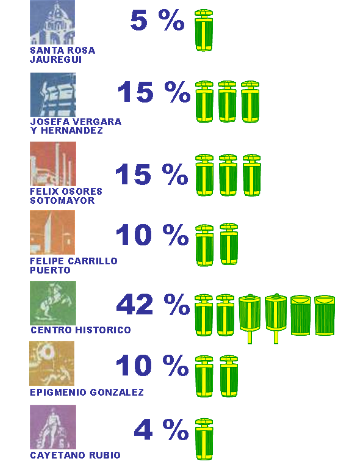 5 %
SANTA ROSA
JAUREGUI
15 %
JOSEFA VERGARA
Y HERNANDEZ
15 %
FELIX OSORES
SOTOMAYOR
10 %
FELIPE CARRILLO
PUERTO
42 %
CENTRO HISTORICO
10 %
EPIGMENIO GONZALEZ
4 %
CAYETANO RUBIO